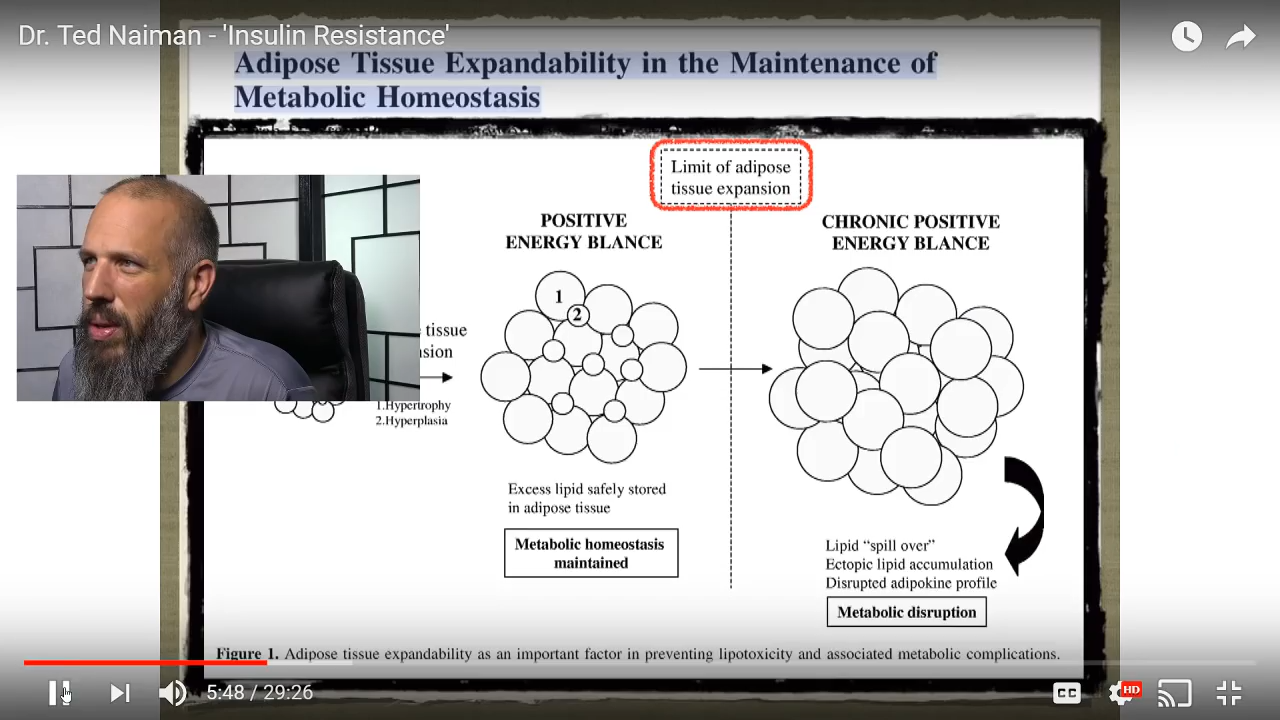 Dr. Ted Naiman - 'Insulin Resistance'
Adipose Tissue Expandability in the Maintenance of
Metabolic Homeostasis
Limit of adipose
tissue expansion
POSITIVE
ENERGY BLANCE
CHRONIC POSITIVE
ENERGY BLANCE
1
2
tissue
1.Hypertrophy
2.Hyperplasia
Excess lipid safely stored
in adipose tissue
Metabolic homeostasis
maintained
Lipid “spill over”
Ectopic lipid accumulation
Disrupted adipokine profile
Metabolic disruption
Figure 1. Adipose tissue expandability as an important factor in preventing lipotoxicity and associated metabolic complications.
5:48 / 29:26
CC
HD